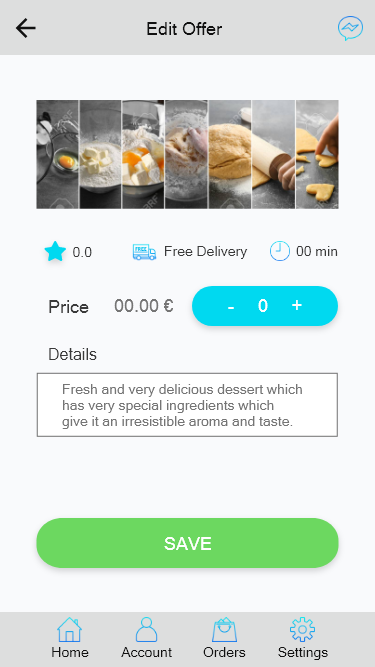 Edit Offer
0.0
FREE
Free Delivery
00 min
Price
00.00 €
- 0 +
Details
Fresh and very delicious dessert which
has very special ingredients which
give it an irresistible aroma and taste.
SAVE
Home
Account
Orders
Settings